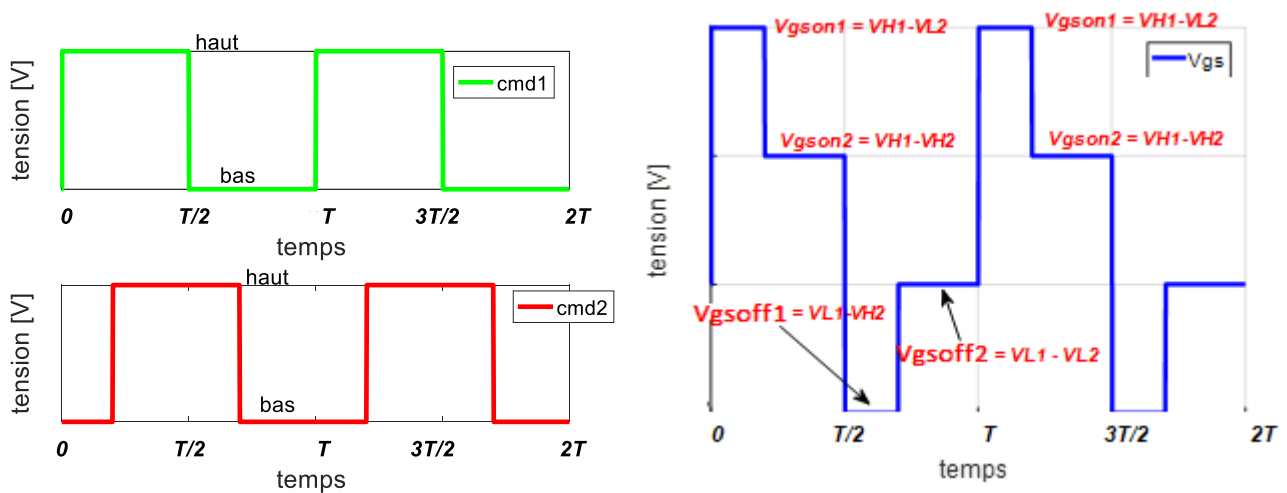 haut
cmd1
bas
tension [V]
0 T/2 T 3T/2 2T
temps
haut
cmd2
bas
tension [V]
0 T/2 T 3T/2 2T
temps
Vgson1 = VH1-VL2
Vgson1 = VH1-VL2
Vgs
Vgson2 = VH1-VH2
Vgson2 = VH1-VH2
tension [V]
Vgsoff1 = VL1-VH2
Vgsoff2 = VL1 - VL2
0 T/2 T 3T/2 2T
temps